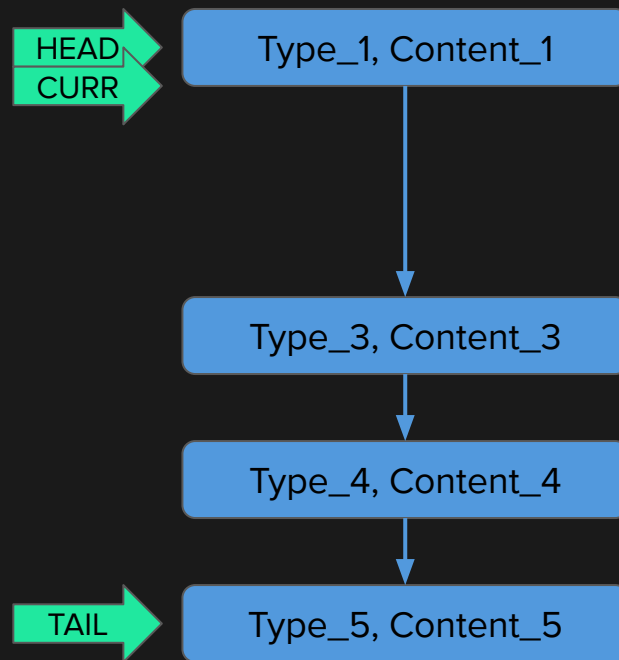 HEAD
Type_1, Content_1
CURR
Type_3, Content_3
Type_4, Content_4
TAIL
Type_5, Content_5